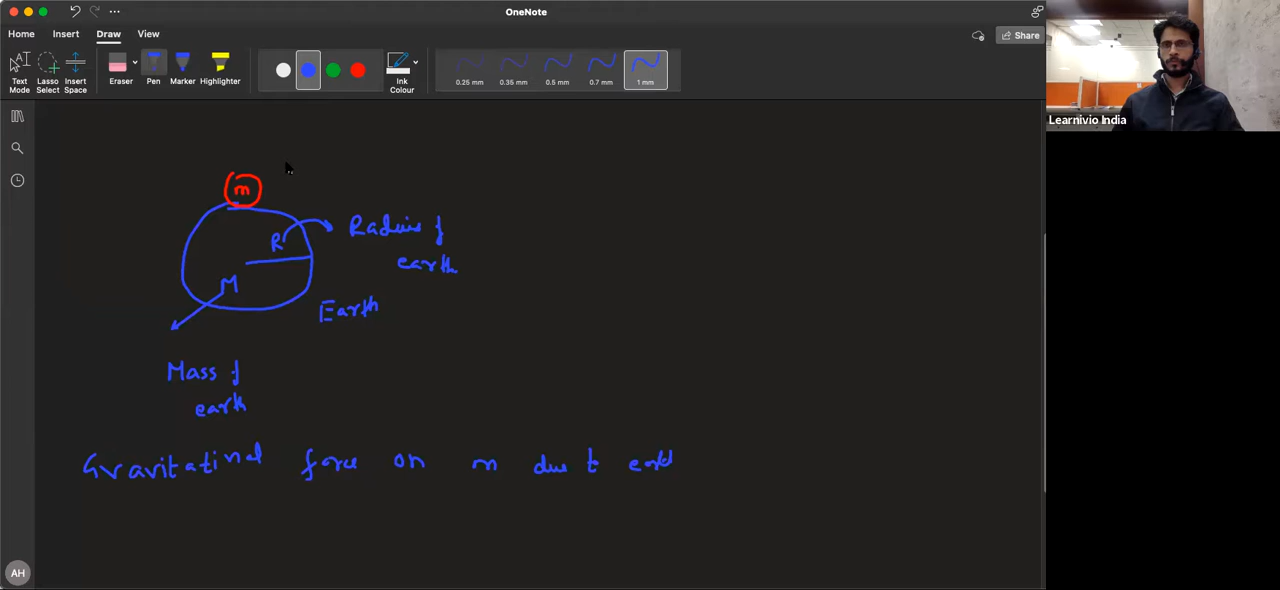 OneNote
Home Insert Draw View
Share
Text Mode
Lasso Select
Insert Space
Eraser
Pen
Marker
Highlighter
Ink Colour
0.25 mm
0.35 mm
0.5 mm
0.7 mm
1 mm
Learnivio India
m
R
Radius of
earth
M
Earth
Mass of
earth
Gravitatinal force on m due to earth
AH